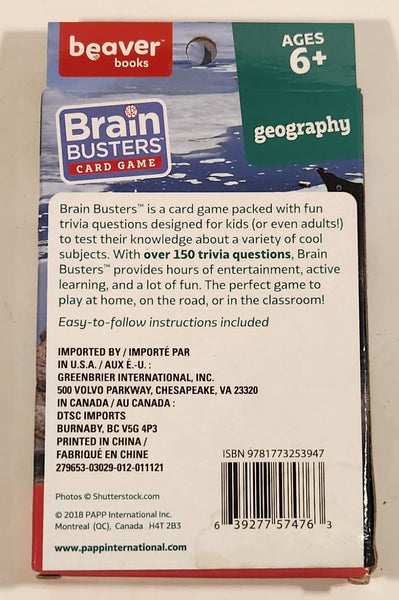 beaver™
books
AGES
6+
Brain
BUSTERS™
CARD GAME
geography
Brain Busters™ is a card game packed with fun
trivia questions designed for kids (or even adults!)
to test their knowledge about a variety of cool
subjects. With over 150 trivia questions, Brain
Busters™ provides hours of entertainment, active
learning, and a lot of fun. The perfect game to
play at home, on the road, or in the classroom!
Easy-to-follow instructions included
IMPORTED BY / IMPORTÉ PAR
IN U.S.A. / AUX É.-U. :
GREENBRIER INTERNATIONAL, INC.
500 VOLVO PARKWAY, CHESAPEAKE, VA 23320
IN CANADA / AU CANADA :
DTSC IMPORTS
BURNABY, BC V5G 4P3
PRINTED IN CHINA /
FABRIQUÉ EN CHINE
279653-03029-012-011121
ISBN 9781773253947
Photos © Shutterstock.com
© 2018 PAPP International Inc.
Montreal (QC), Canada H4T 2B3
www.pappinternational.com
6 39277 57476 3